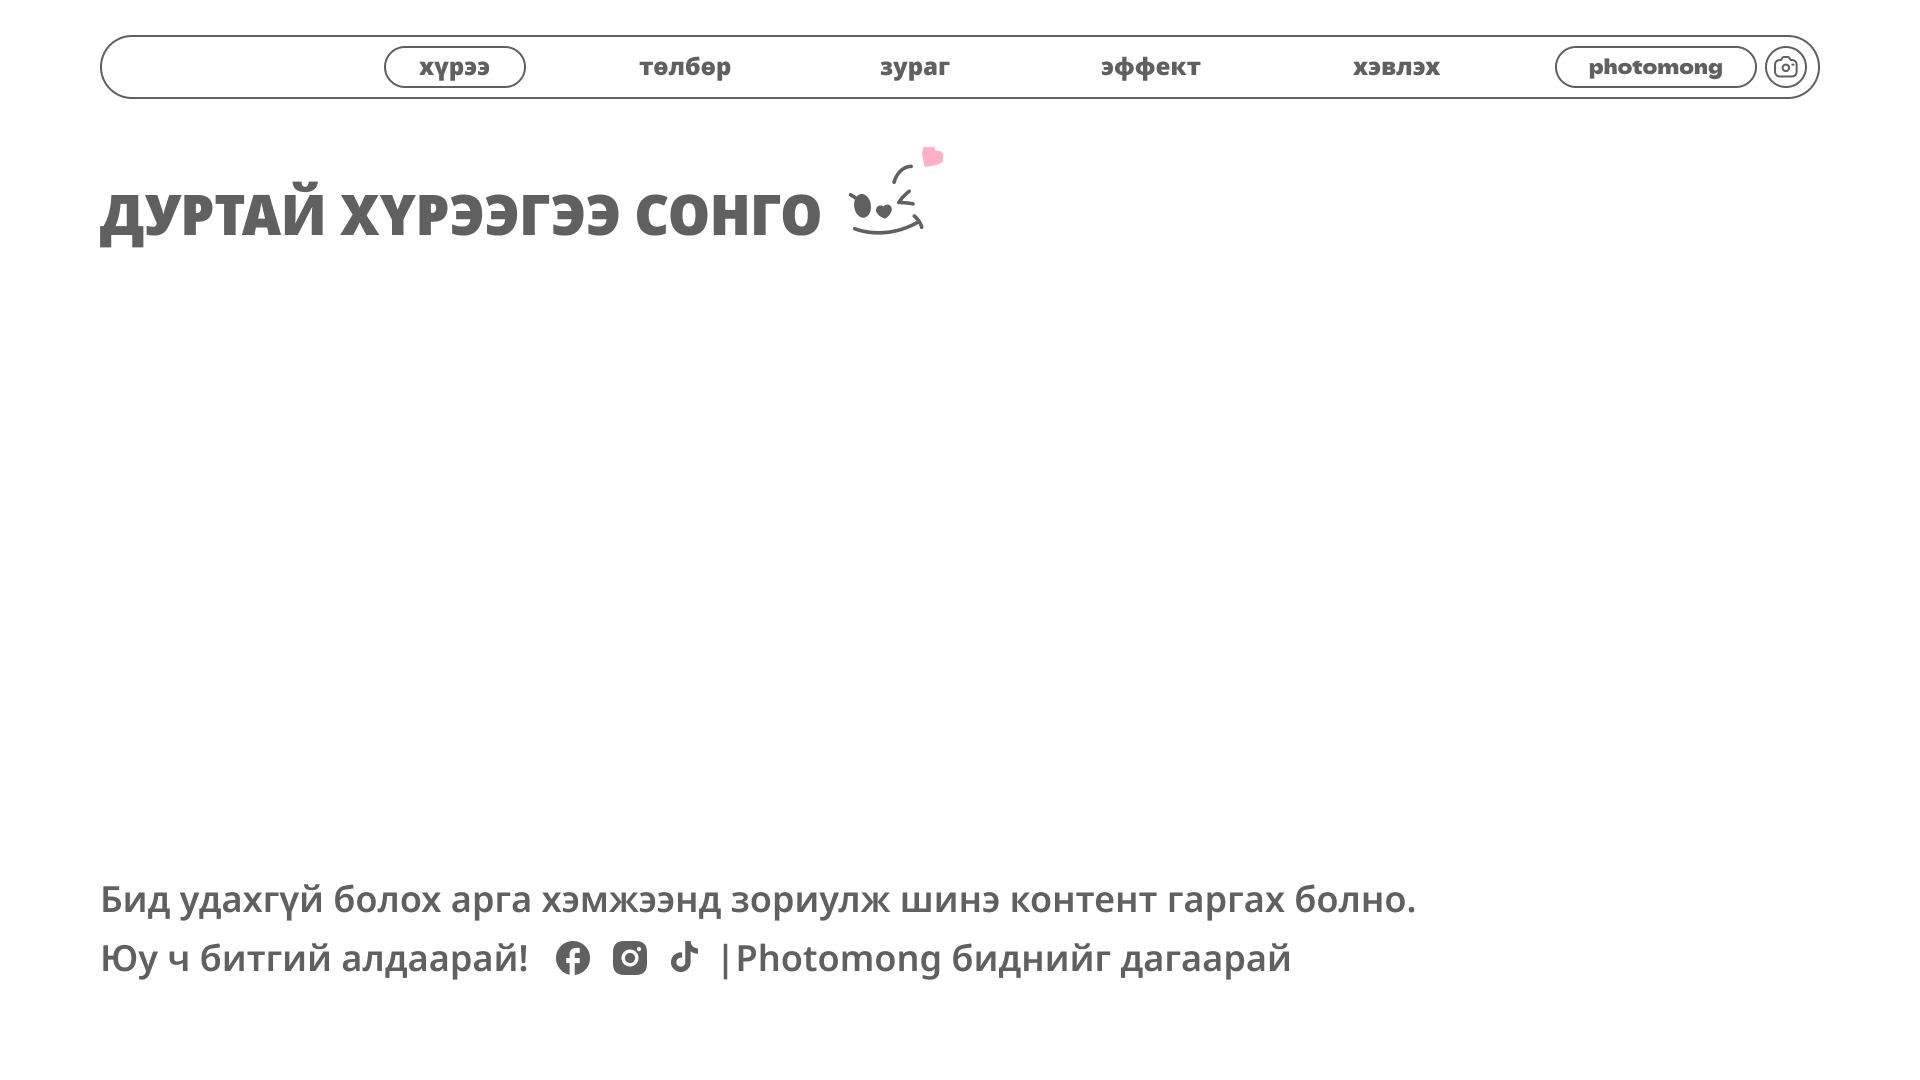 хүрээ төлбөр зураг эффект хэвлэх photomong
ДУРТАЙ ХҮРЭЭГЭЭ СОНГО
Бид удахгүй болох арга хэмжээнд зориулж шинэ контент гаргах болно.
Юу ч битгий алдаарай! |Photomong биднийг дагаарай